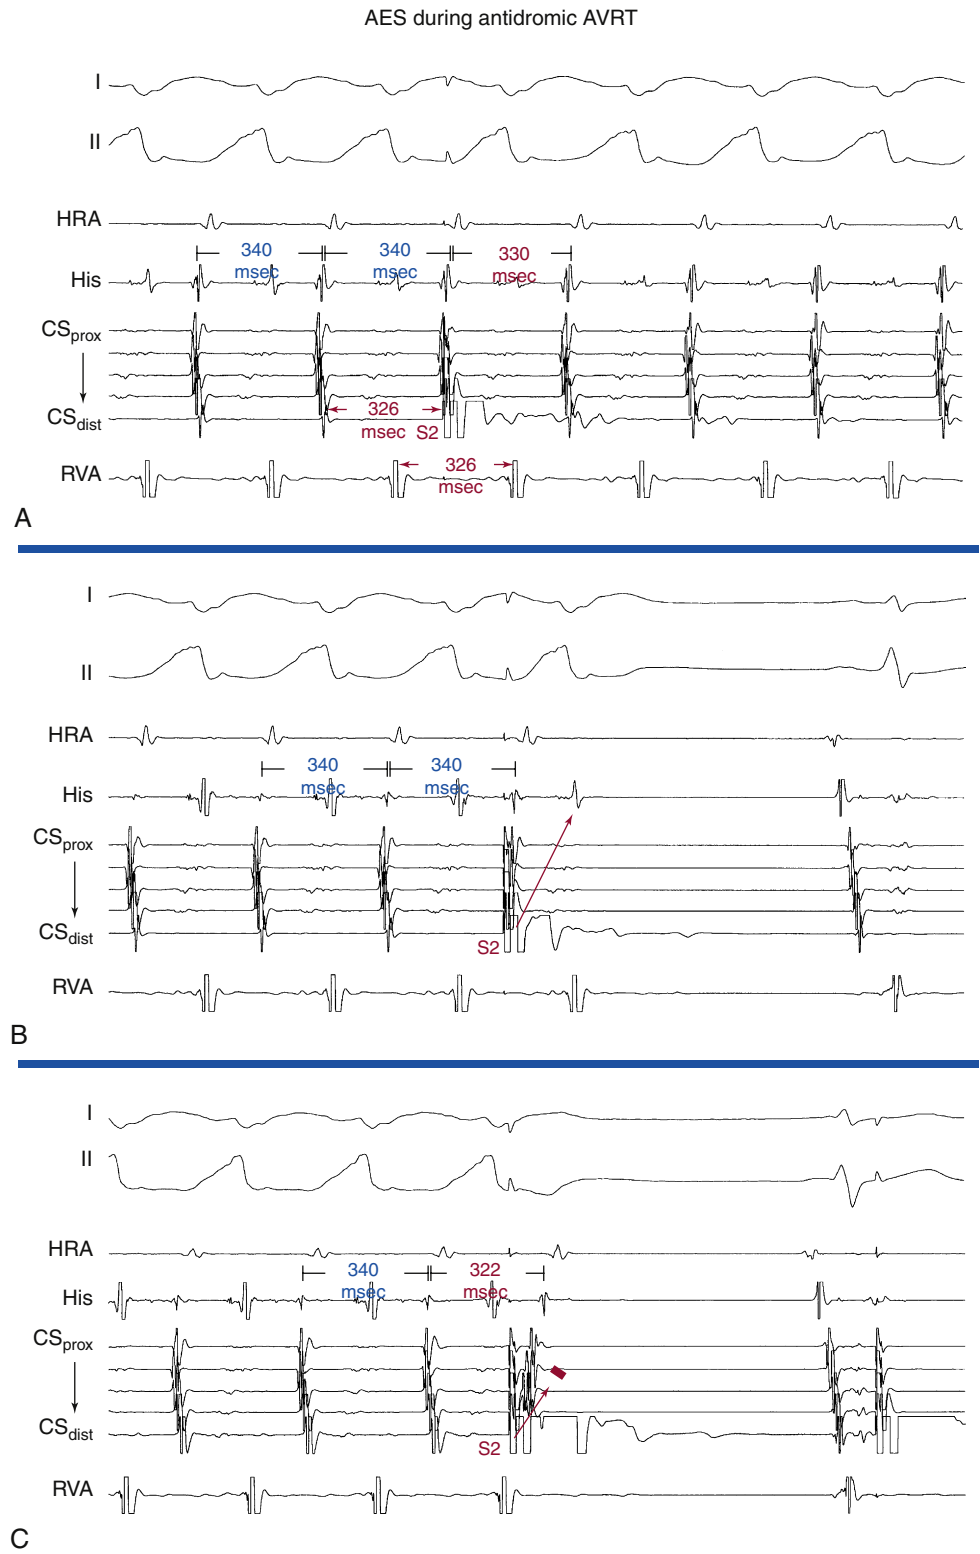 AES during antidromic AVRT
I
II
HRA
340 msec
340 msec
330 msec
His
CSprox
CSdist
326 msec
S2
326 msec
RVA
A
I
II
HRA
340 msec
340 msec
His
CSprox
CSdist
S2
RVA
B
I
II
HRA
340 msec
322 msec
His
CSprox
CSdist
S2
RVA
C